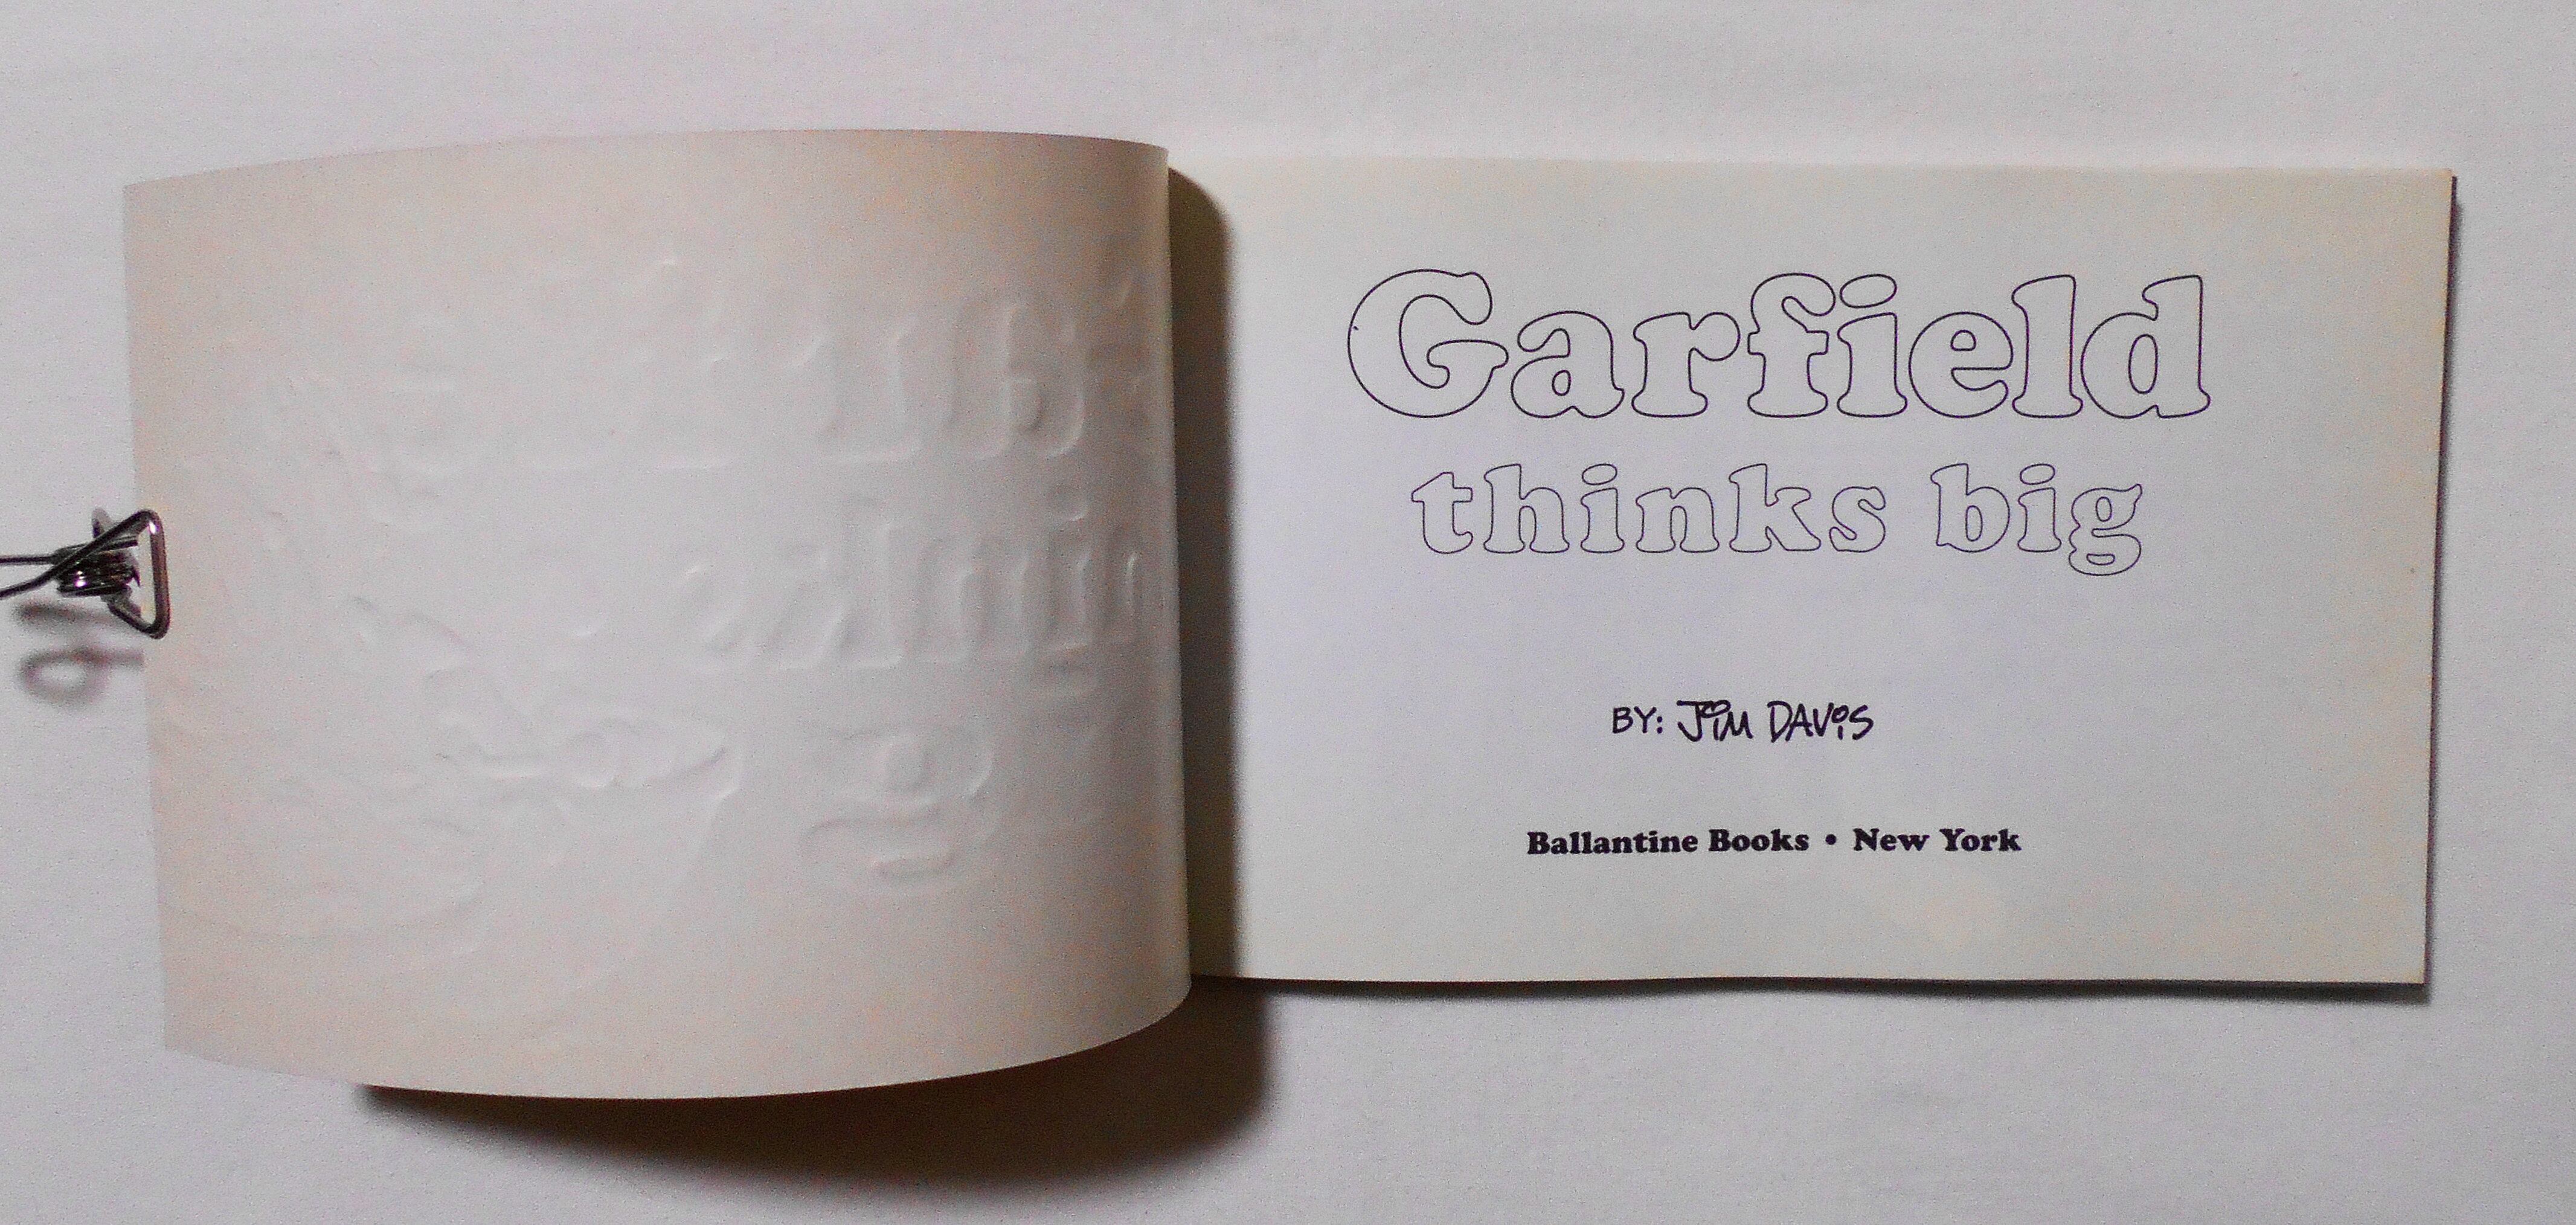 Garfield
thinks big
BY: JIM DAVIS
Ballantine Books • New York